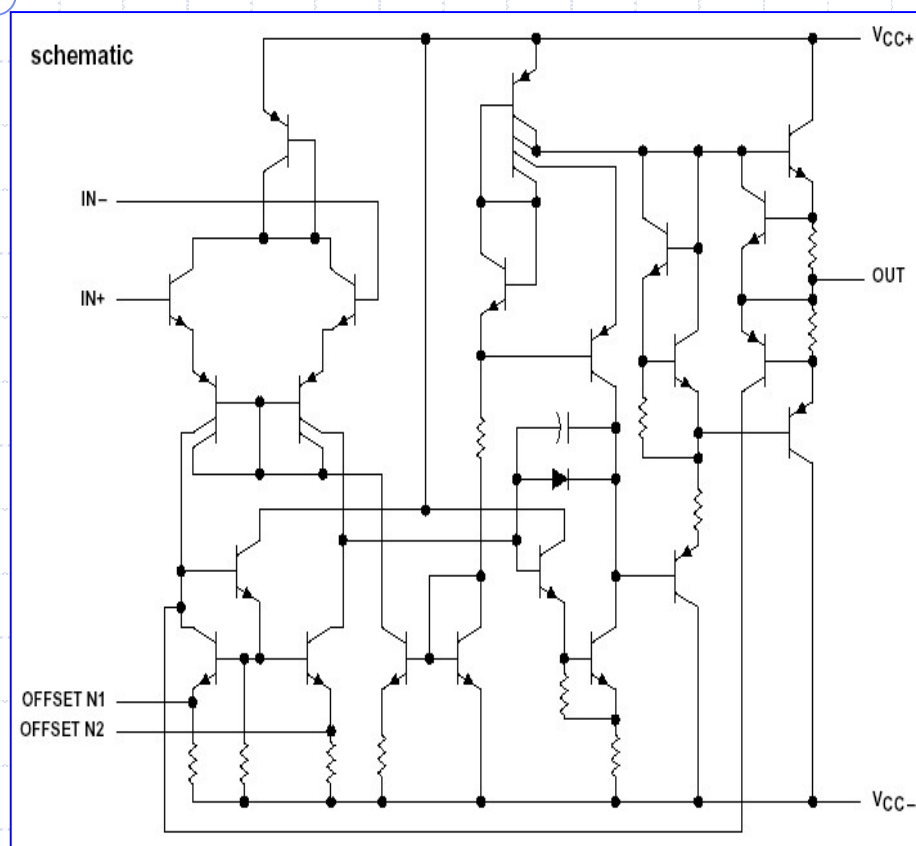 schematic
VCC+
IN−
IN+
OUT
OFFSET N1
OFFSET N2
VCC−